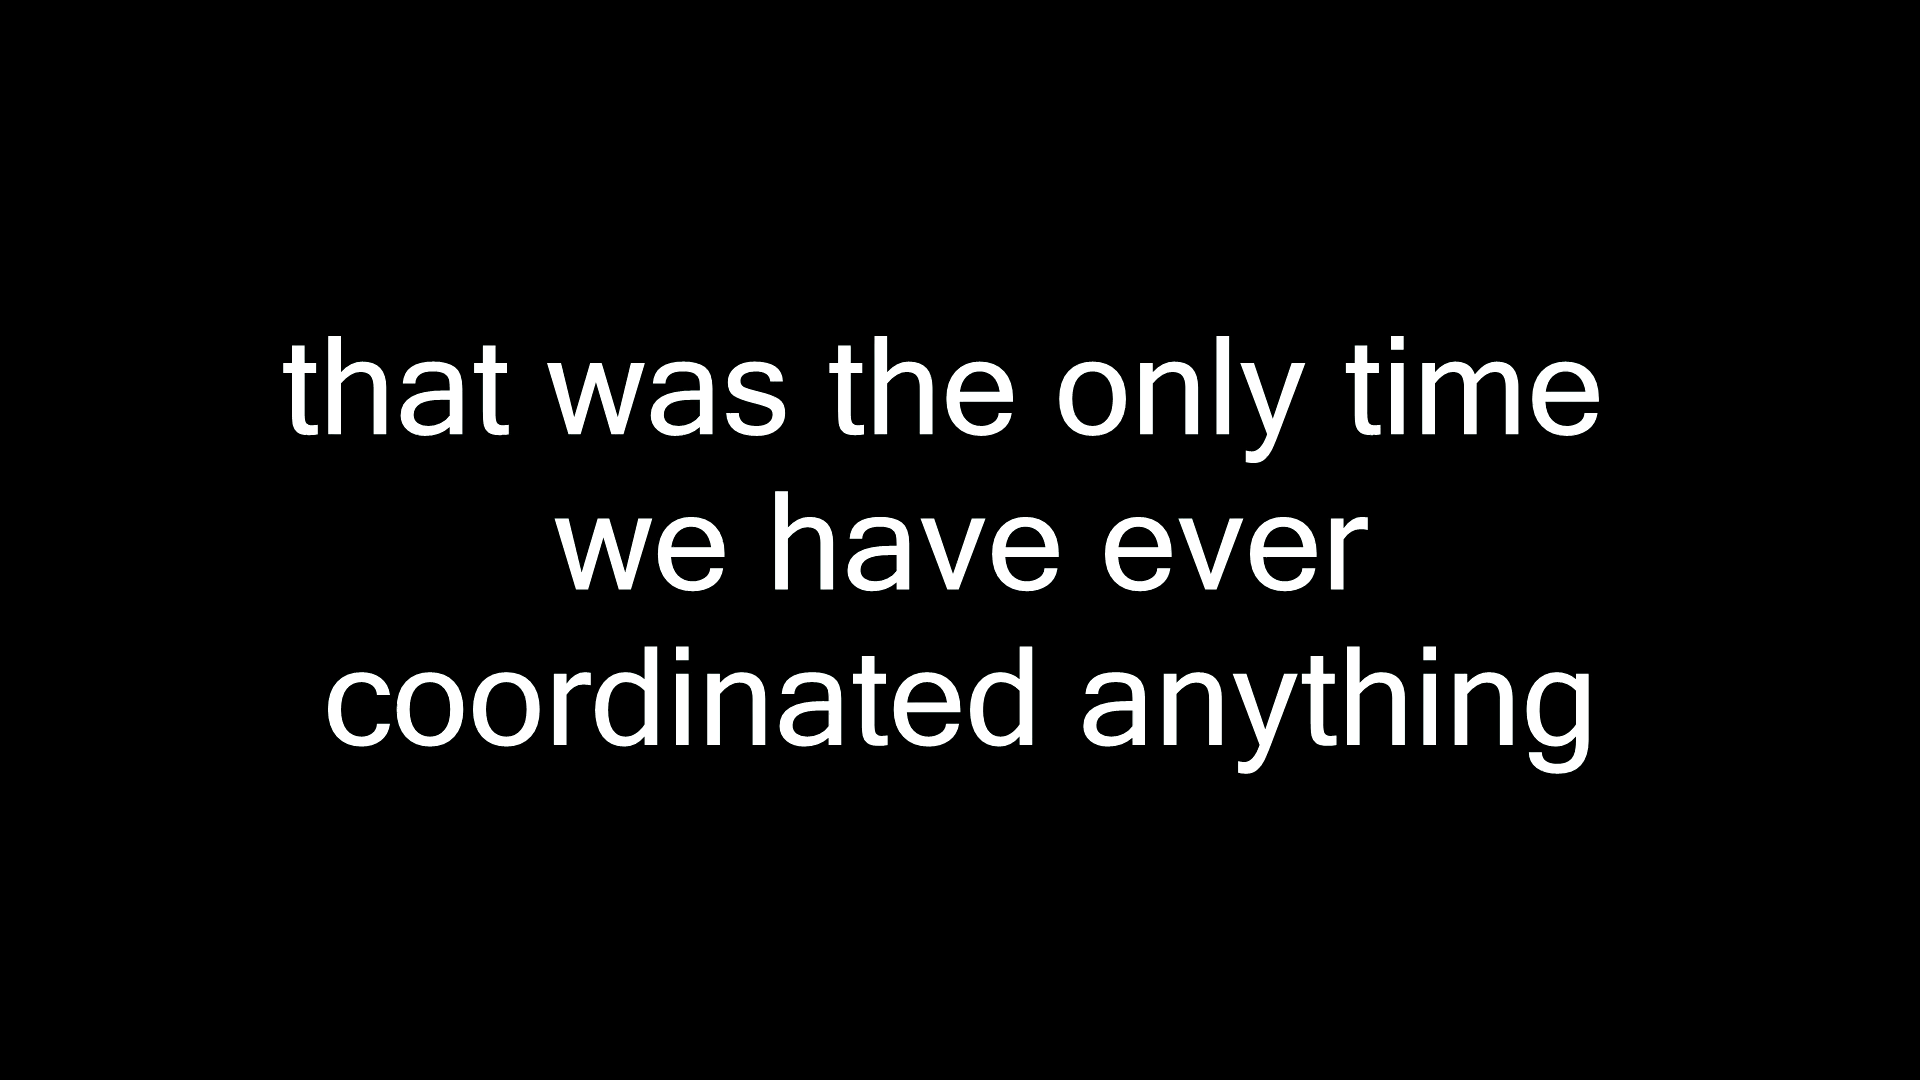 that was the only time
we have ever
coordinated anything